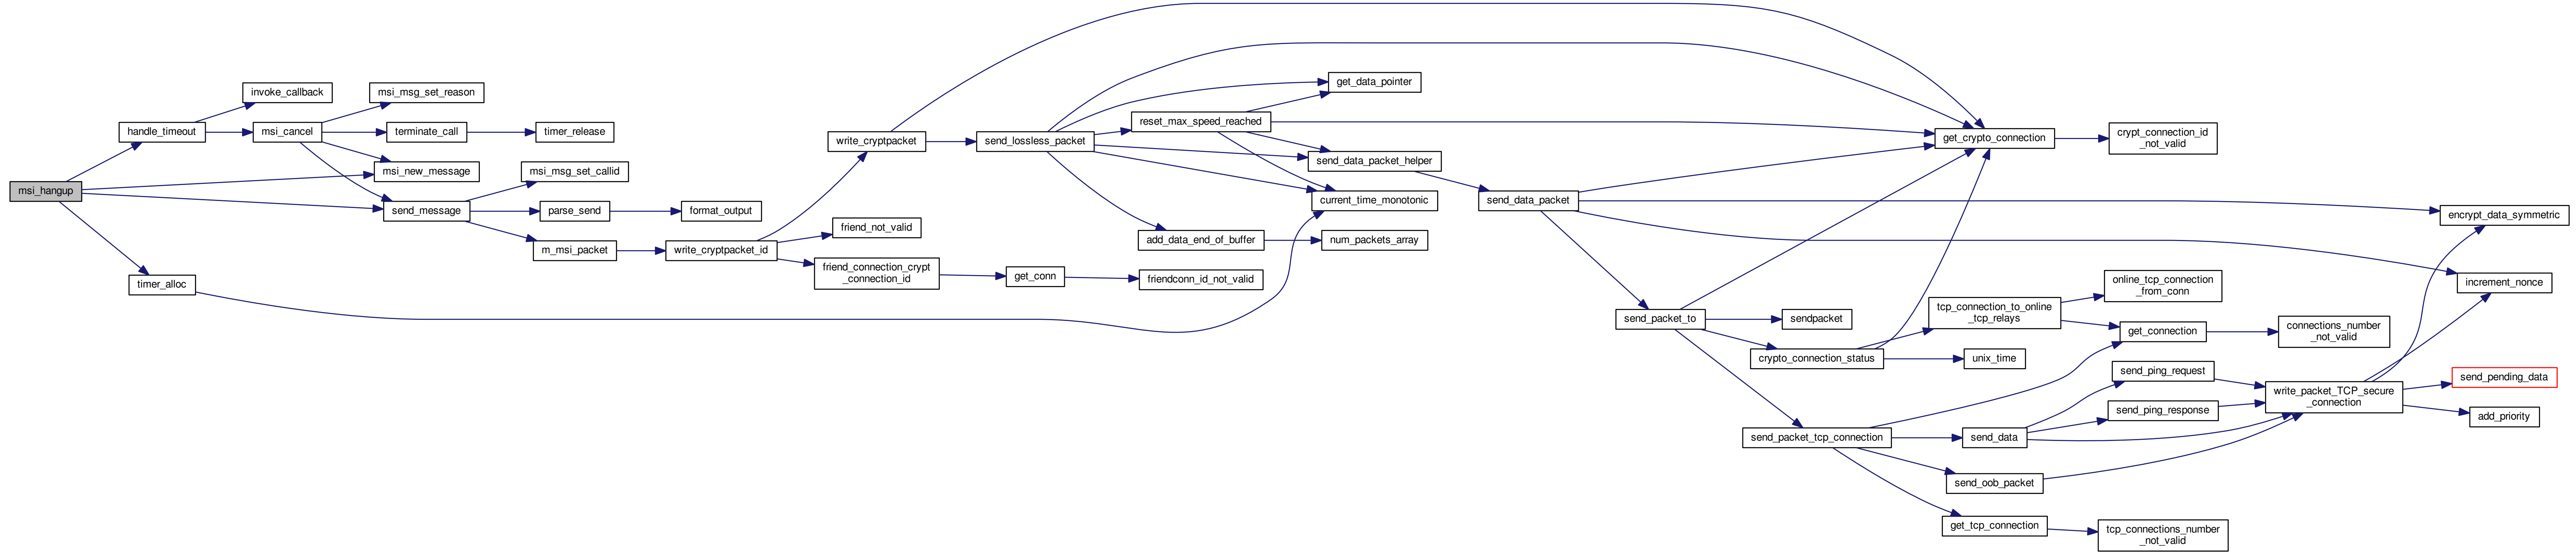 msi_hangup
handle_timeout
timer_alloc
invoke_callback
msi_cancel
msi_msg_set_reason
terminate_call
msi_new_message
send_message
timer_release
msi_msg_set_callid
parse_send
m_msi_packet
format_output
write_cryptpacket_id
write_cryptpacket
friend_not_valid
friend_connection_crypt
_connection_id
send_lossless_packet
get_conn
get_data_pointer
reset_max_speed_reached
send_data_packet_helper
current_time_monotonic
add_data_end_of_buffer
num_packets_array
friendconn_id_not_valid
send_data_packet
send_packet_to
sendpacket
crypto_connection_status
send_packet_tcp_connection
get_crypto_connection
tcp_connection_to_online
_tcp_relays
unix_time
send_data
send_oob_packet
get_tcp_connection
crypt_connection_id
_not_valid
online_tcp_connection
_from_conn
get_connection
send_ping_request
send_ping_response
tcp_connections_number
_not_valid
connections_number
_not_valid
write_packet_TCP_secure
_connection
encrypt_data_symmetric
increment_nonce
send_pending_data
add_priority